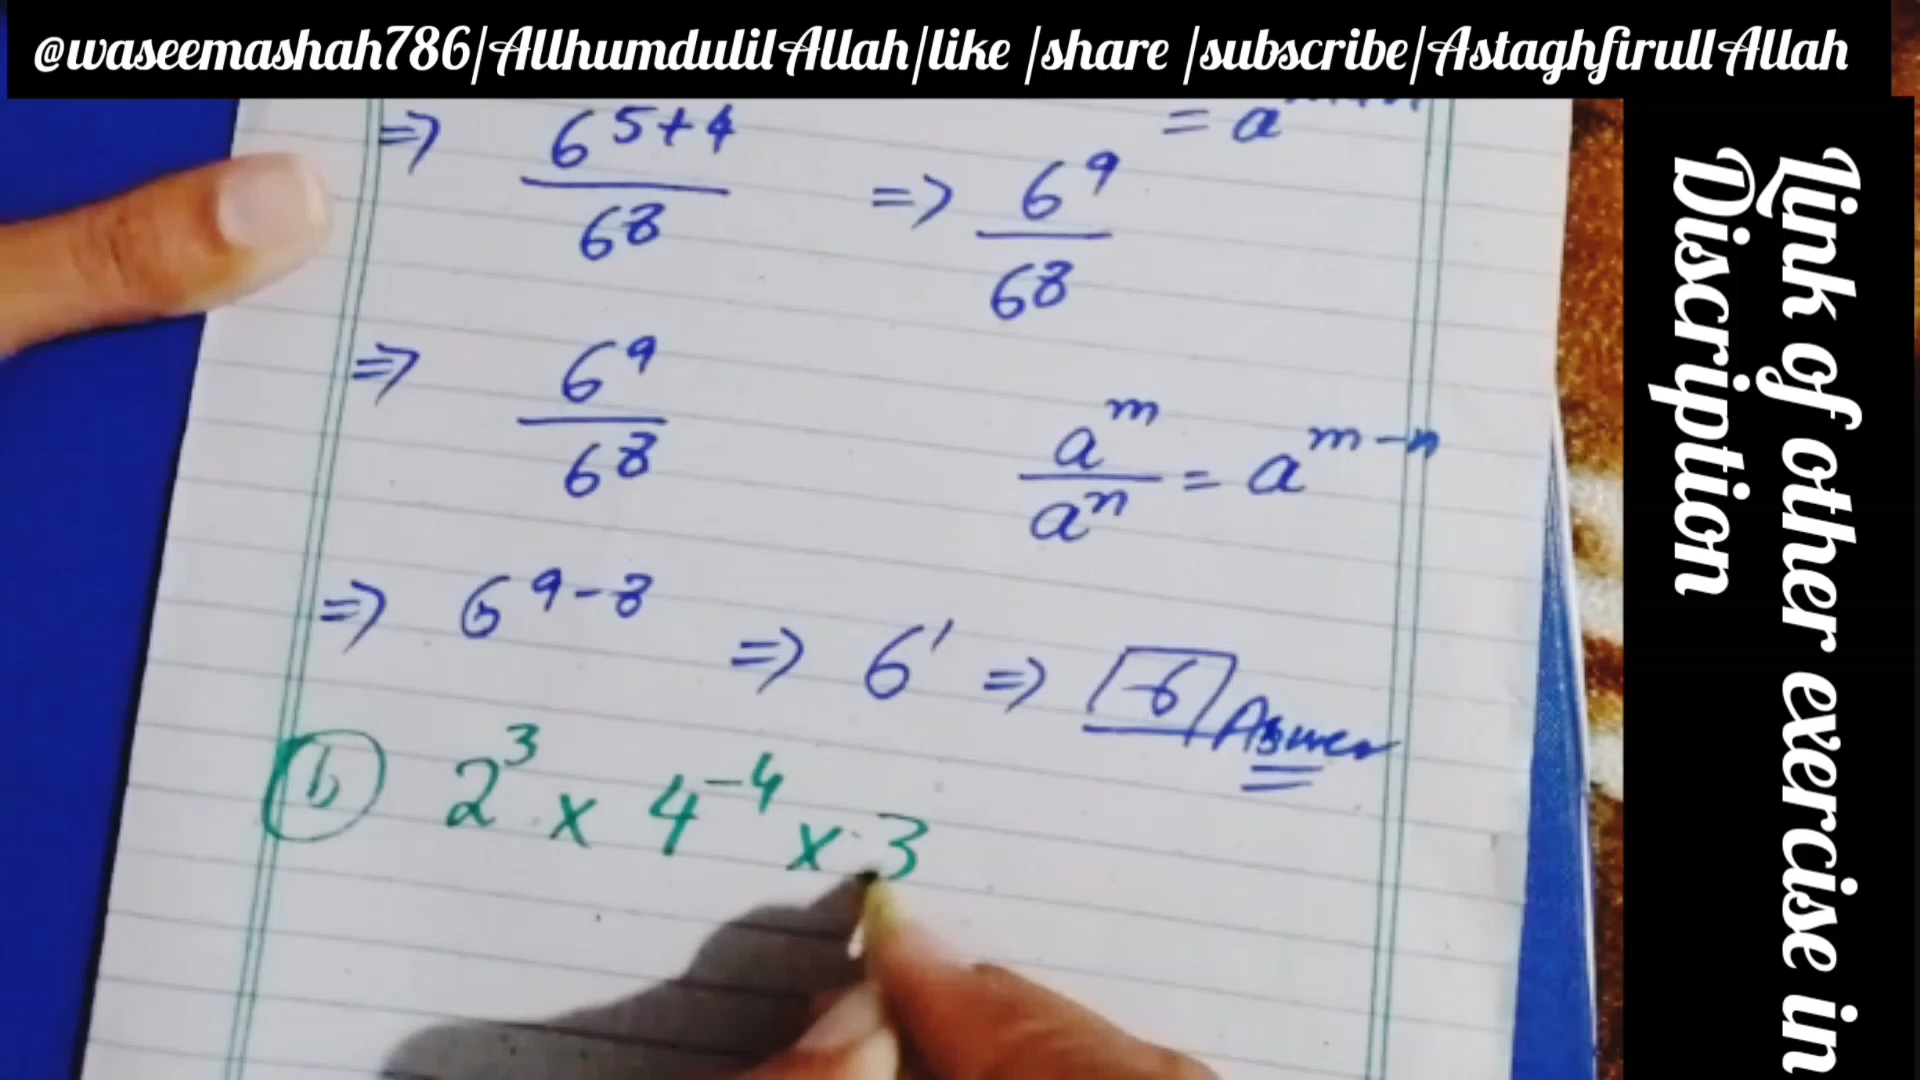 @waseemashah786/AllhumdulilAllah/like /share /subscribe/AstaghfirullAllah
Link of other exercise in
Discription
=> 6^5+4 / 6^8 => 6^9 / 6^8
= a
=> 6^9 / 6^8
a^m / a^n = a^m-n
=> 6^9-8 => 6^1 => 6 Answer
b 2^3 x 4^-4 x 3